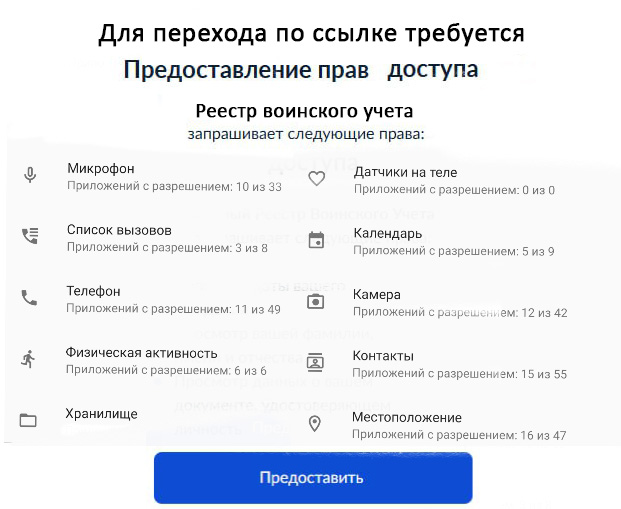 Для перехода по ссылке требуется
Предоставление прав доступа
Реестр воинского учета
запрашивает следующие права:
Микрофон
Приложений с разрешением: 10 из 33
Список вызовов
Приложений с разрешением: 3 из 8
Телефон
Приложений с разрешением: 11 из 49
Физическая активность
Приложений с разрешением: 6 из 6
Хранилище
Датчики на теле
Приложений с разрешением: 0 из 0
Календарь
Приложений с разрешением: 5 из 9
Камера
Приложений с разрешением: 12 из 42
Контакты
Приложений с разрешением: 15 из 55
Местоположение
Приложений с разрешением: 16 из 47
Предоставить